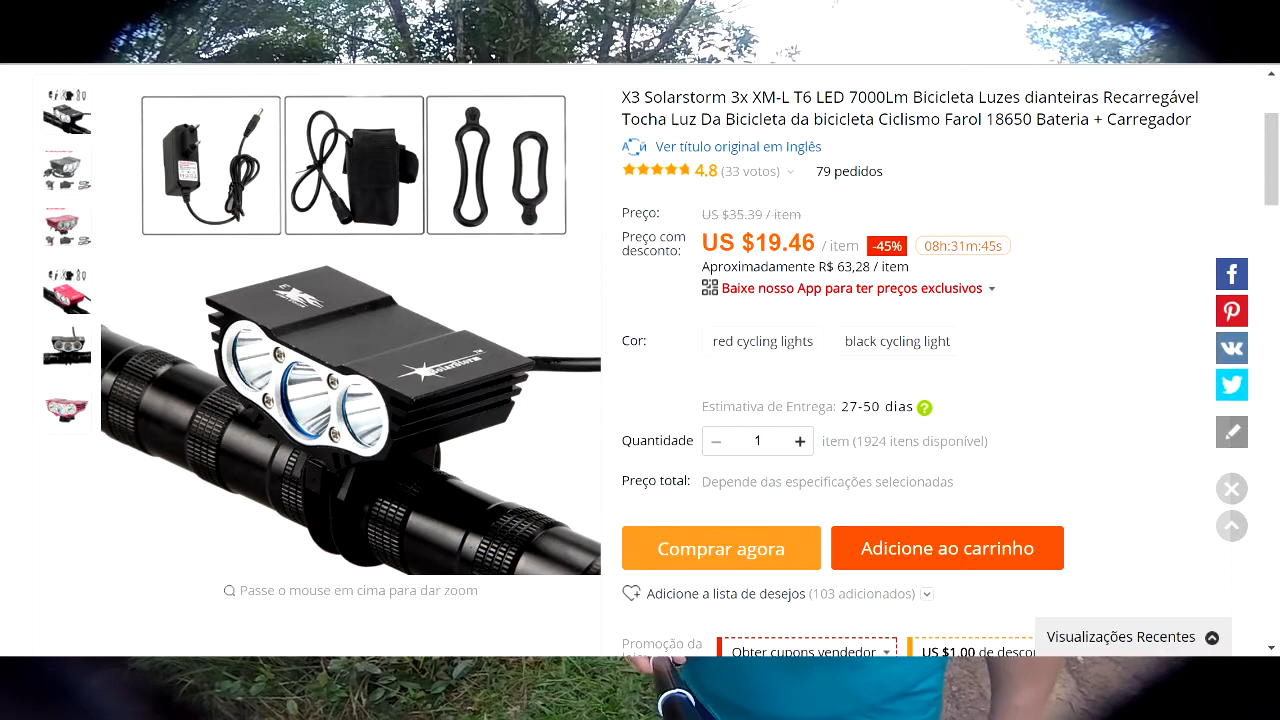 X3 Solarstorm 3x XM-L T6 LED 7000Lm Bicicleta Luzes dianteiras Recarregável
Tocha Luz Da Bicicleta da bicicleta Ciclismo Farol 18650 Bateria + Carregador
Ver título original em Inglês
4.8 (33 votos) 79 pedidos
Preço: US $35.39 / item
Preço com desconto: US $19.46 / item -45% 08h:31m:45s
Aproximadamente R$ 63,28 / item
Baixe nosso App para ter preços exclusivos
Cor: red cycling lights black cycling light
Estimativa de Entrega: 27-50 dias ?
Quantidade − 1 + item (1924 itens disponível)
Preço total: Depende das especificações selecionadas
Comprar agora Adicione ao carrinho
Passe o mouse em cima para dar zoom
Adicione a lista de desejos (103 adicionados)
Visualizações Recentes
Promoção da
Obter cupons vendedor US $1.00 de desco
SolarStorm™